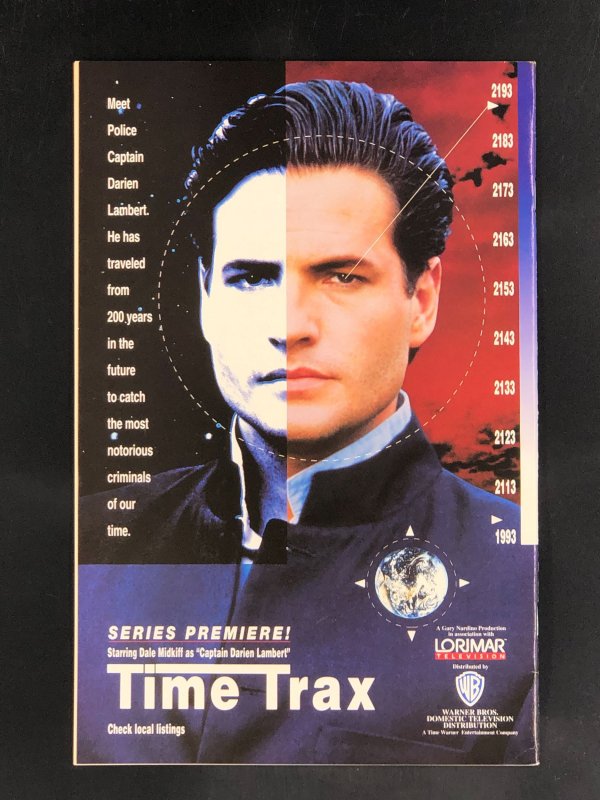 Meet
Police
Captain
Darien
Lambert.
He has
traveled
from
200 years
in the
future
to catch
the most
notorious
criminals
of our
time.
2193
2183
2173
2163
2153
2143
2133
2123
2113
1993
SERIES PREMIERE!
Starring Dale Midkiff as "Captain Darien Lambert"
Time Trax
Check local listings
A Gary Nardino Production
in association with
LORIMAR
TELEVISION
Distributed by
WB
WARNER BROS.
DOMESTIC TELEVISION
DISTRIBUTION
A Time Warner Entertainment Company